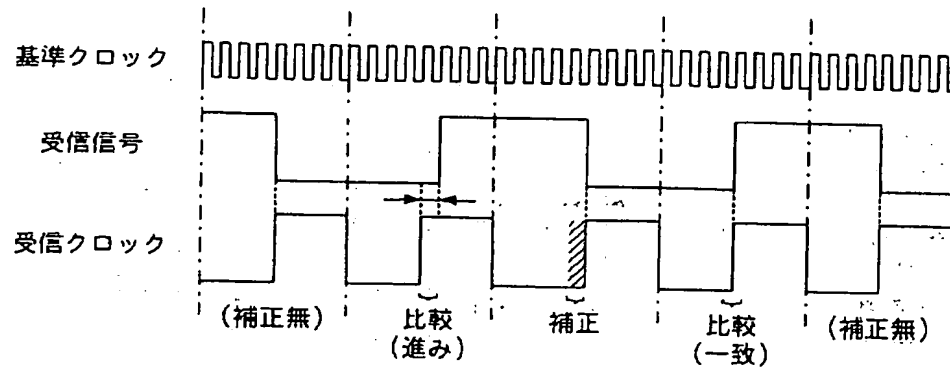 基準クロック
受信信号
受信クロック
(補正無)
比較
(進み)
補正
比較
(一致)
(補正無)